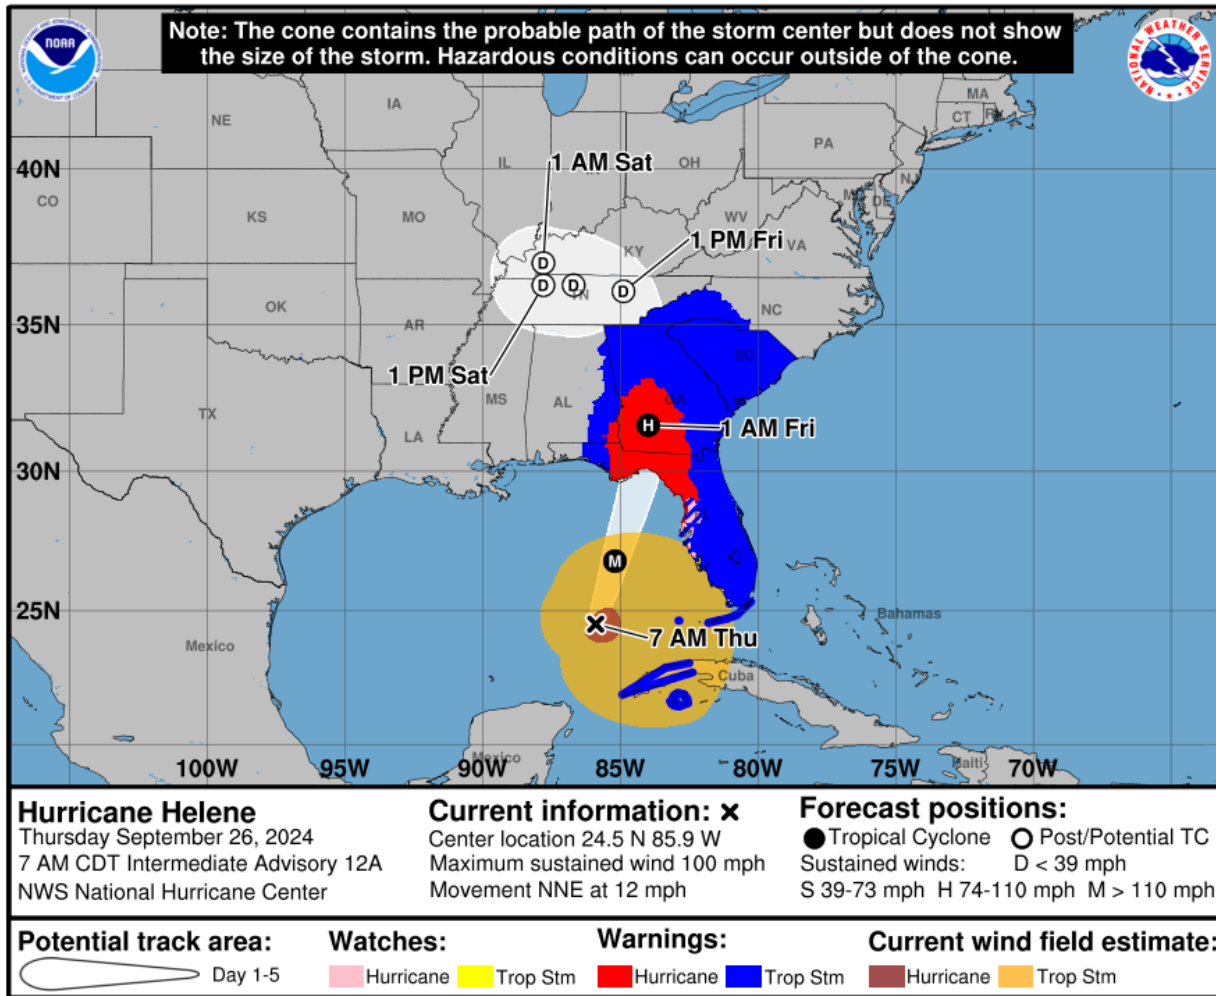 Note: The cone contains the probable path of the storm center but does not show
the size of the storm. Hazardous conditions can occur outside of the cone.
NOAA
NATIONAL WEATHER SERVICE
IA
NE
MA
CT
PA
1 AM Sat
IL
OH
40N
NJ
DE
CO
KS
MO
WV
VA
1 PM Fri
KY
D
D
D
D
TN
OK
AR
NC
35N
SC
1 PM Sat
MS
AL
GA
TX
LA
H
1 AM Fri
30N
M
25N
Bahamas
7 AM Thu
Mexico
Cuba
Mexico
Haiti
100W
95W
90W
85W
80W
75W
70W
Hurricane Helene
Thursday September 26, 2024
7 AM CDT Intermediate Advisory 12A
NWS National Hurricane Center
Current information: ×
Center location 24.5 N 85.9 W
Maximum sustained wind 100 mph
Movement NNE at 12 mph
Forecast positions:
Tropical Cyclone Post/Potential TC
Sustained winds: D < 39 mph
S 39-73 mph H 74-110 mph M > 110 mph
Potential track area:
Day 1-5
Watches:
Hurricane Trop Stm
Warnings:
Hurricane Trop Stm
Current wind field estimate:
Hurricane Trop Stm